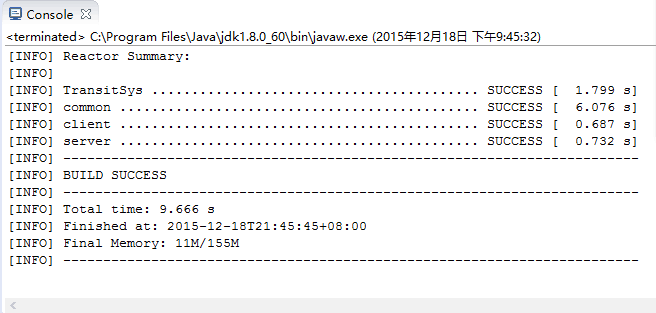 Console
<terminated> C:\Program Files\Java\jdk1.8.0_60\bin\javaw.exe (2015年12月18日 下午9:45:32)
[INFO] Reactor Summary:
[INFO]
[INFO] TransitSys ......................................... SUCCESS [  1.799 s]
[INFO] common ............................................. SUCCESS [  6.076 s]
[INFO] client ............................................. SUCCESS [  0.687 s]
[INFO] server ............................................. SUCCESS [  0.732 s]
[INFO] ------------------------------------------------------------------------
[INFO] BUILD SUCCESS
[INFO] ------------------------------------------------------------------------
[INFO] Total time: 9.666 s
[INFO] Finished at: 2015-12-18T21:45:45+08:00
[INFO] Final Memory: 11M/155M
[INFO] ------------------------------------------------------------------------